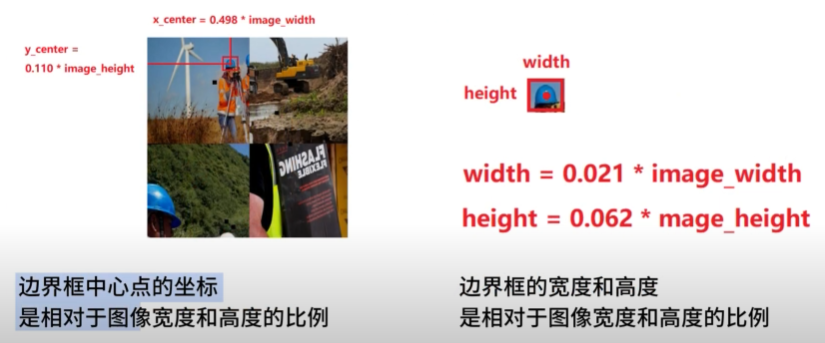 x_center = 0.498 * image_width
y_center =
0.110 * image_height
FLASHING
FLEXIBLE
width
height
width = 0.021 * image_width
height = 0.062 * mage_height
边界框中心点的坐标
是相对于图像宽度和高度的比例
边界框的宽度和高度
是相对于图像宽度和高度的比例